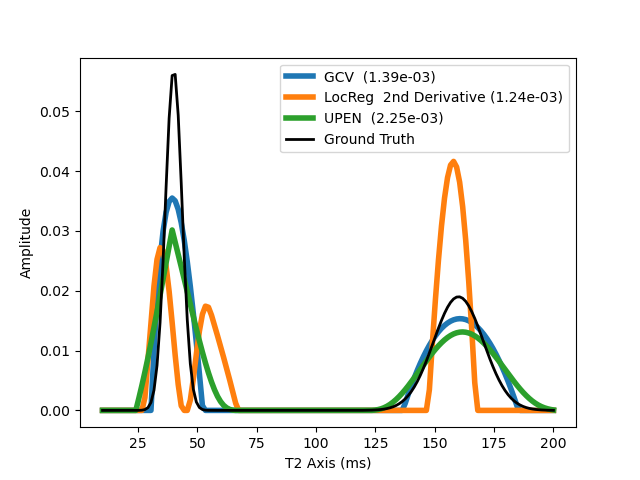 GCV (1.39e-03)
LocReg 2nd Derivative (1.24e-03)
UPEN (2.25e-03)
Ground Truth
0.05
0.04
0.03
0.02
0.01
0.00
Amplitude
25 50 75 100 125 150 175 200
T2 Axis (ms)